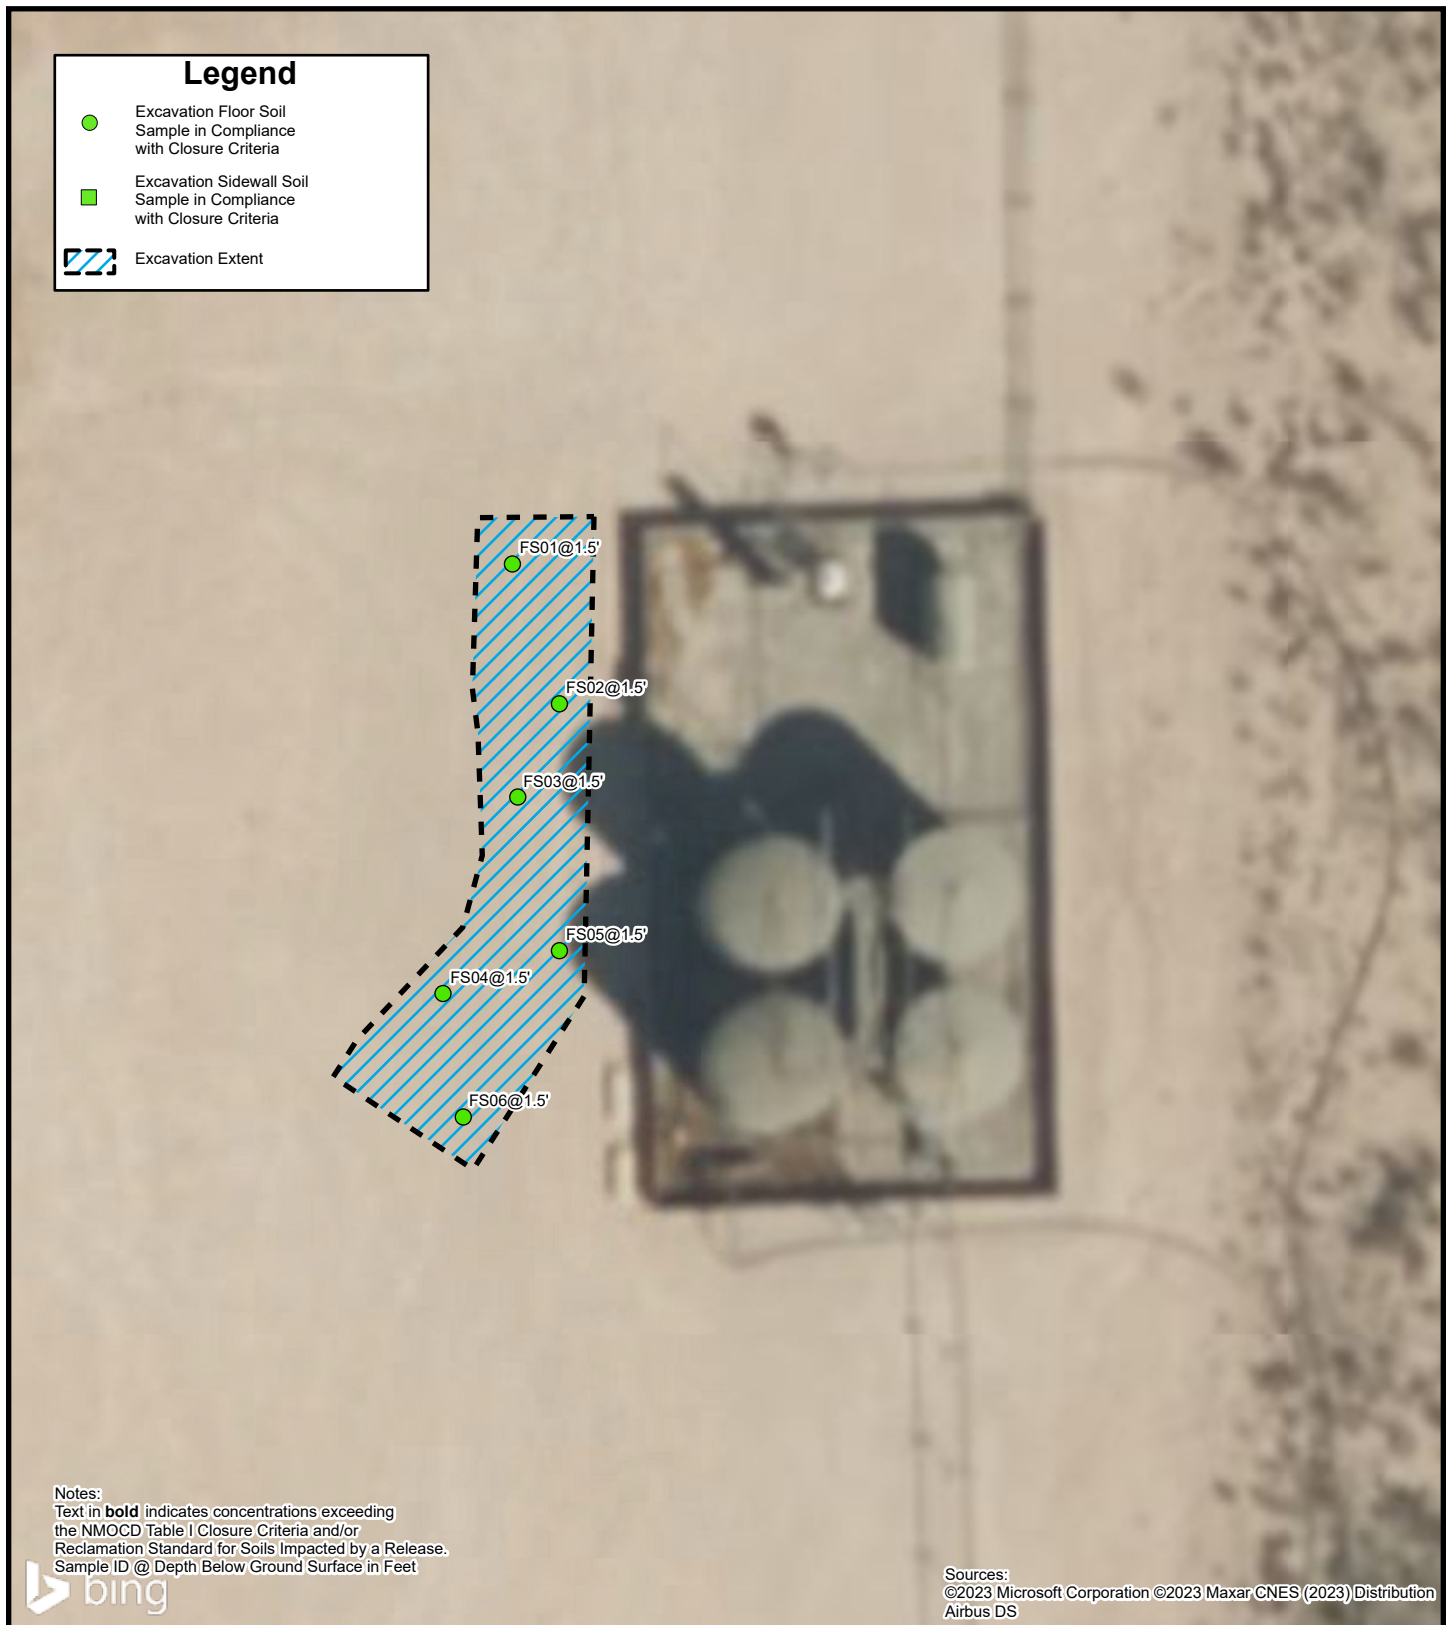 Legend
Excavation Floor Soil
Sample in Compliance
with Closure Criteria
Excavation Sidewall Soil
Sample in Compliance
with Closure Criteria
Excavation Extent
FS01@1.5'
FS02@1.5'
FS03@1.5'
FS05@1.5'
FS04@1.5'
FS06@1.5'
Notes:
Text in bold indicates concentrations exceeding
the NMOCD Table I Closure Criteria and/or
Reclamation Standard for Soils Impacted by a Release.
Sample ID @ Depth Below Ground Surface in Feet
bing
Sources:
©2023 Microsoft Corporation ©2023 Maxar CNES (2023) Distribution
Airbus DS